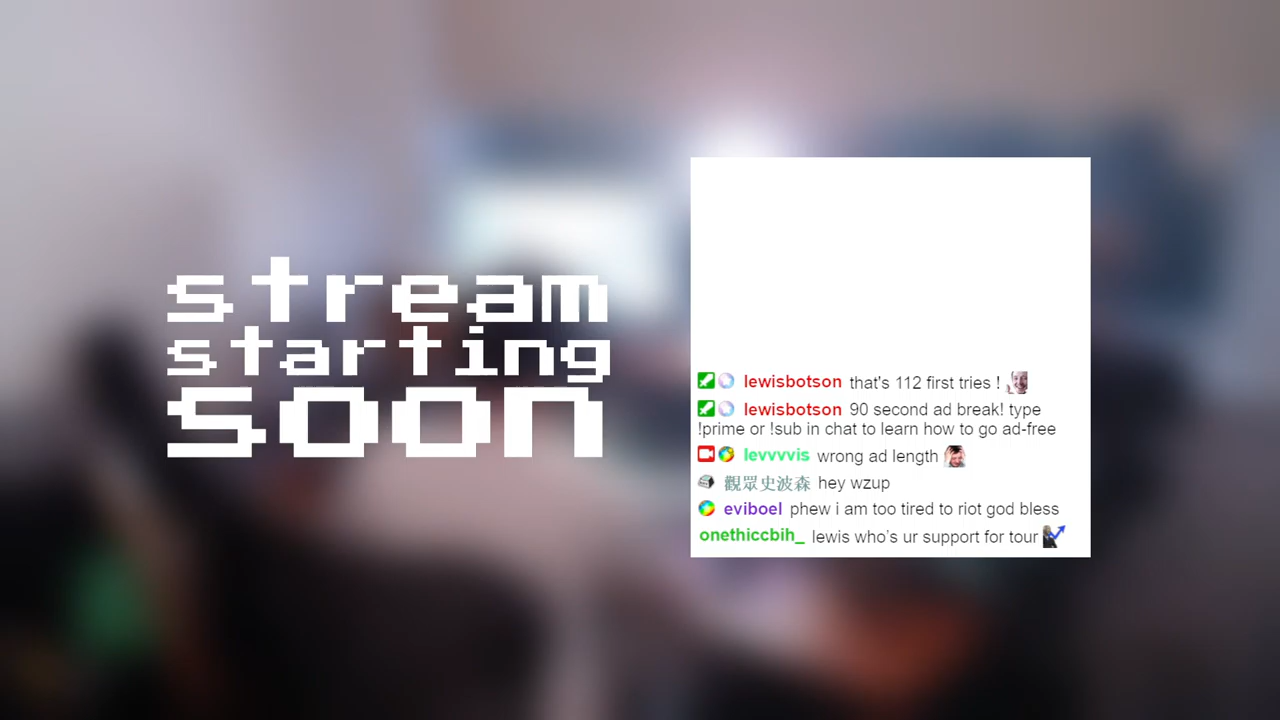 stream
starting
soon
lewisbotson that's 112 first tries !
lewisbotson 90 second ad break! type
!prime or !sub in chat to learn how to go ad-free
levvvvis wrong ad length
觀眾史波森 hey wzup
eviboel phew i am too tired to riot god bless
onethiccbih_ lewis who's ur support for tour